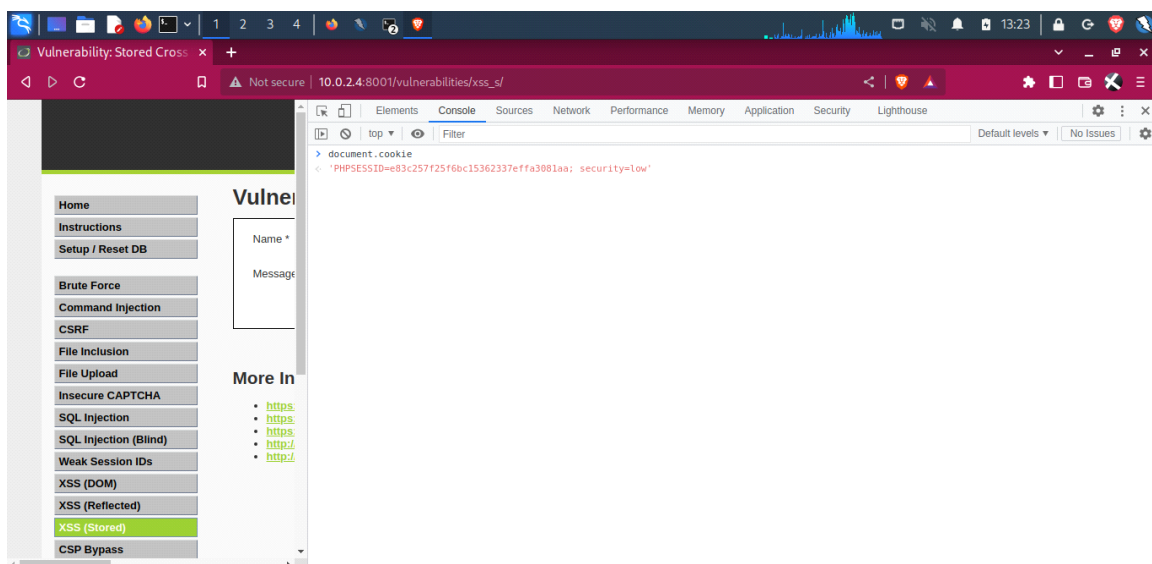 1 2 3 4 2 13:23
Vulnerability: Stored Cross
Not secure 10.0.2.4:8001/vulnerabilities/xss_s/
Elements Console Sources Network Performance Memory Application Security Lighthouse
top Filter Default levels No Issues
document.cookie
'PHPSESSID=e83c257f25f6bc15362337effa3081aa; security=low'
Home
Instructions
Setup / Reset DB
Brute Force
Command Injection
CSRF
File Inclusion
File Upload
Insecure CAPTCHA
SQL Injection
SQL Injection (Blind)
Weak Session IDs
XSS (DOM)
XSS (Reflected)
XSS (Stored)
CSP Bypass
Vulner
Name *
Message
More In
https:
https:
https:
http:/
http:/